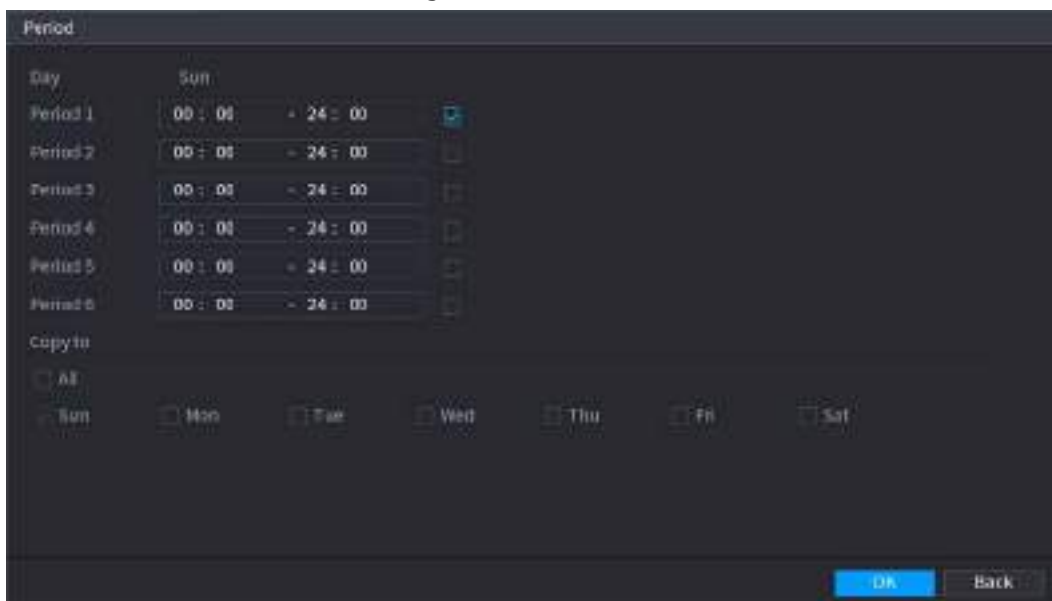 Period
Day Sun
Period 1 00 : 00 - 24 : 00
Period 2 00 : 00 - 24 : 00
Period 3 00 : 00 - 24 : 00
Period 4 00 : 00 - 24 : 00
Period 5 00 : 00 - 24 : 00
Period 6 00 : 00 - 24 : 00
Copy to
All
Sun Mon Tue Wed Thu Fri Sat
OK Back